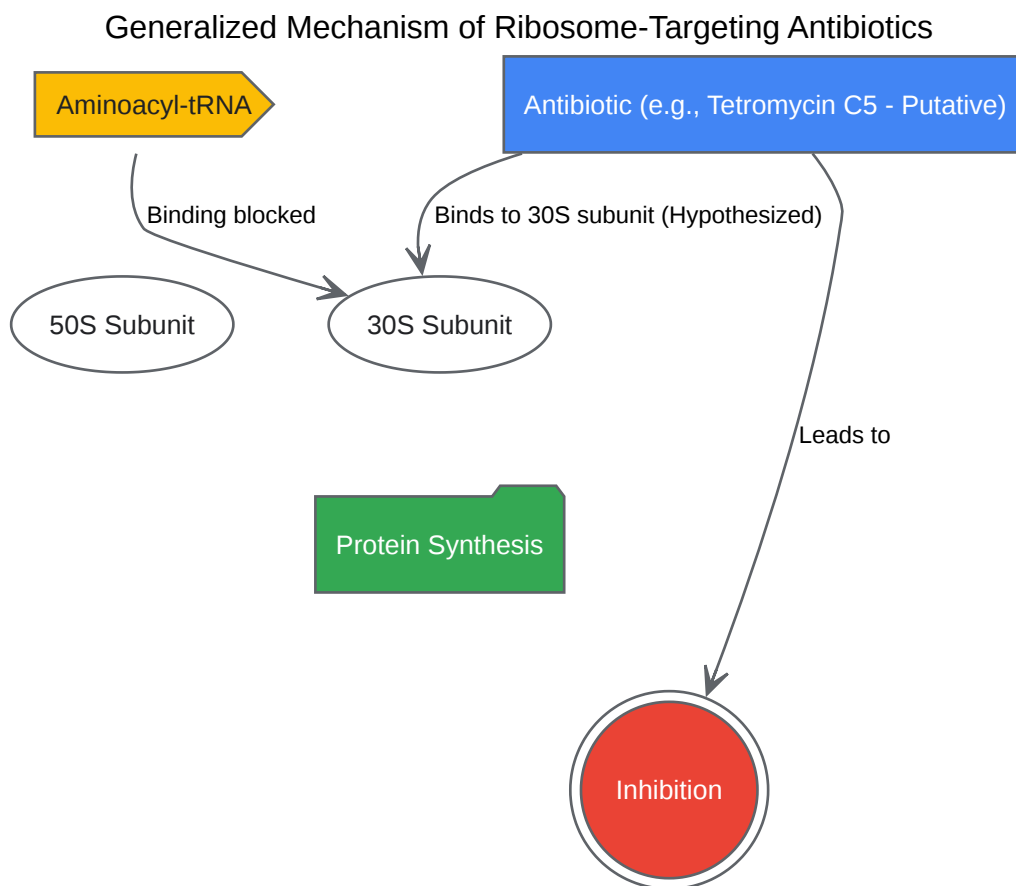 Generalized Mechanism of Ribosome-Targeting Antibiotics
Aminoacyl-tRNA
Antibiotic (e.g., Tetromycin C5 - Putative)
Binding blocked
Binds to 30S subunit (Hypothesized)
50S Subunit
30S Subunit
Leads to
Protein Synthesis
Inhibition